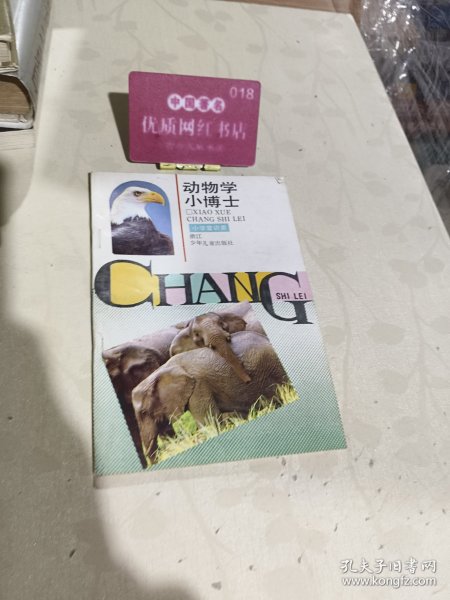 018
中国著名
优质网红书店
动物学
小博士
□XIAO XUE
CHANG SHI LEI
小学常识类
浙江
少年儿童出版社
CHANG
SHI LEI
孔夫子旧书网
www.kongfz.com